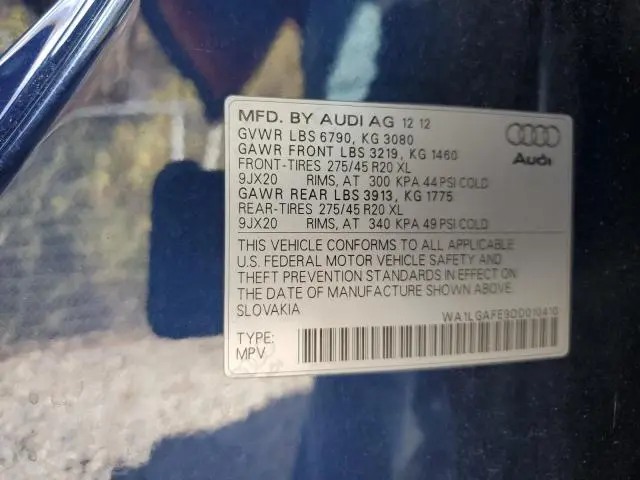 MFD. BY AUDI AG 12 12
GVWR LBS 6790, KG 3080
GAWR FRONT LBS 3219, KG 1460
FRONT-TIRES 275/45 R20 XL
9JX20 RIMS, AT 300 KPA 44 PSI COLD
GAWR REAR LBS 3913, KG 1775
REAR-TIRES 275/45 R20 XL
9JX20 RIMS, AT 340 KPA 49 PSI COLD
Audi
THIS VEHICLE CONFORMS TO ALL APPLICABLE
U.S. FEDERAL MOTOR VEHICLE SAFETY AND
THEFT PREVENTION STANDARDS IN EFFECT ON
THE DATE OF MANUFACTURE SHOWN ABOVE.
SLOVAKIA
WA1LGAFE9DD010410
TYPE:
MPV